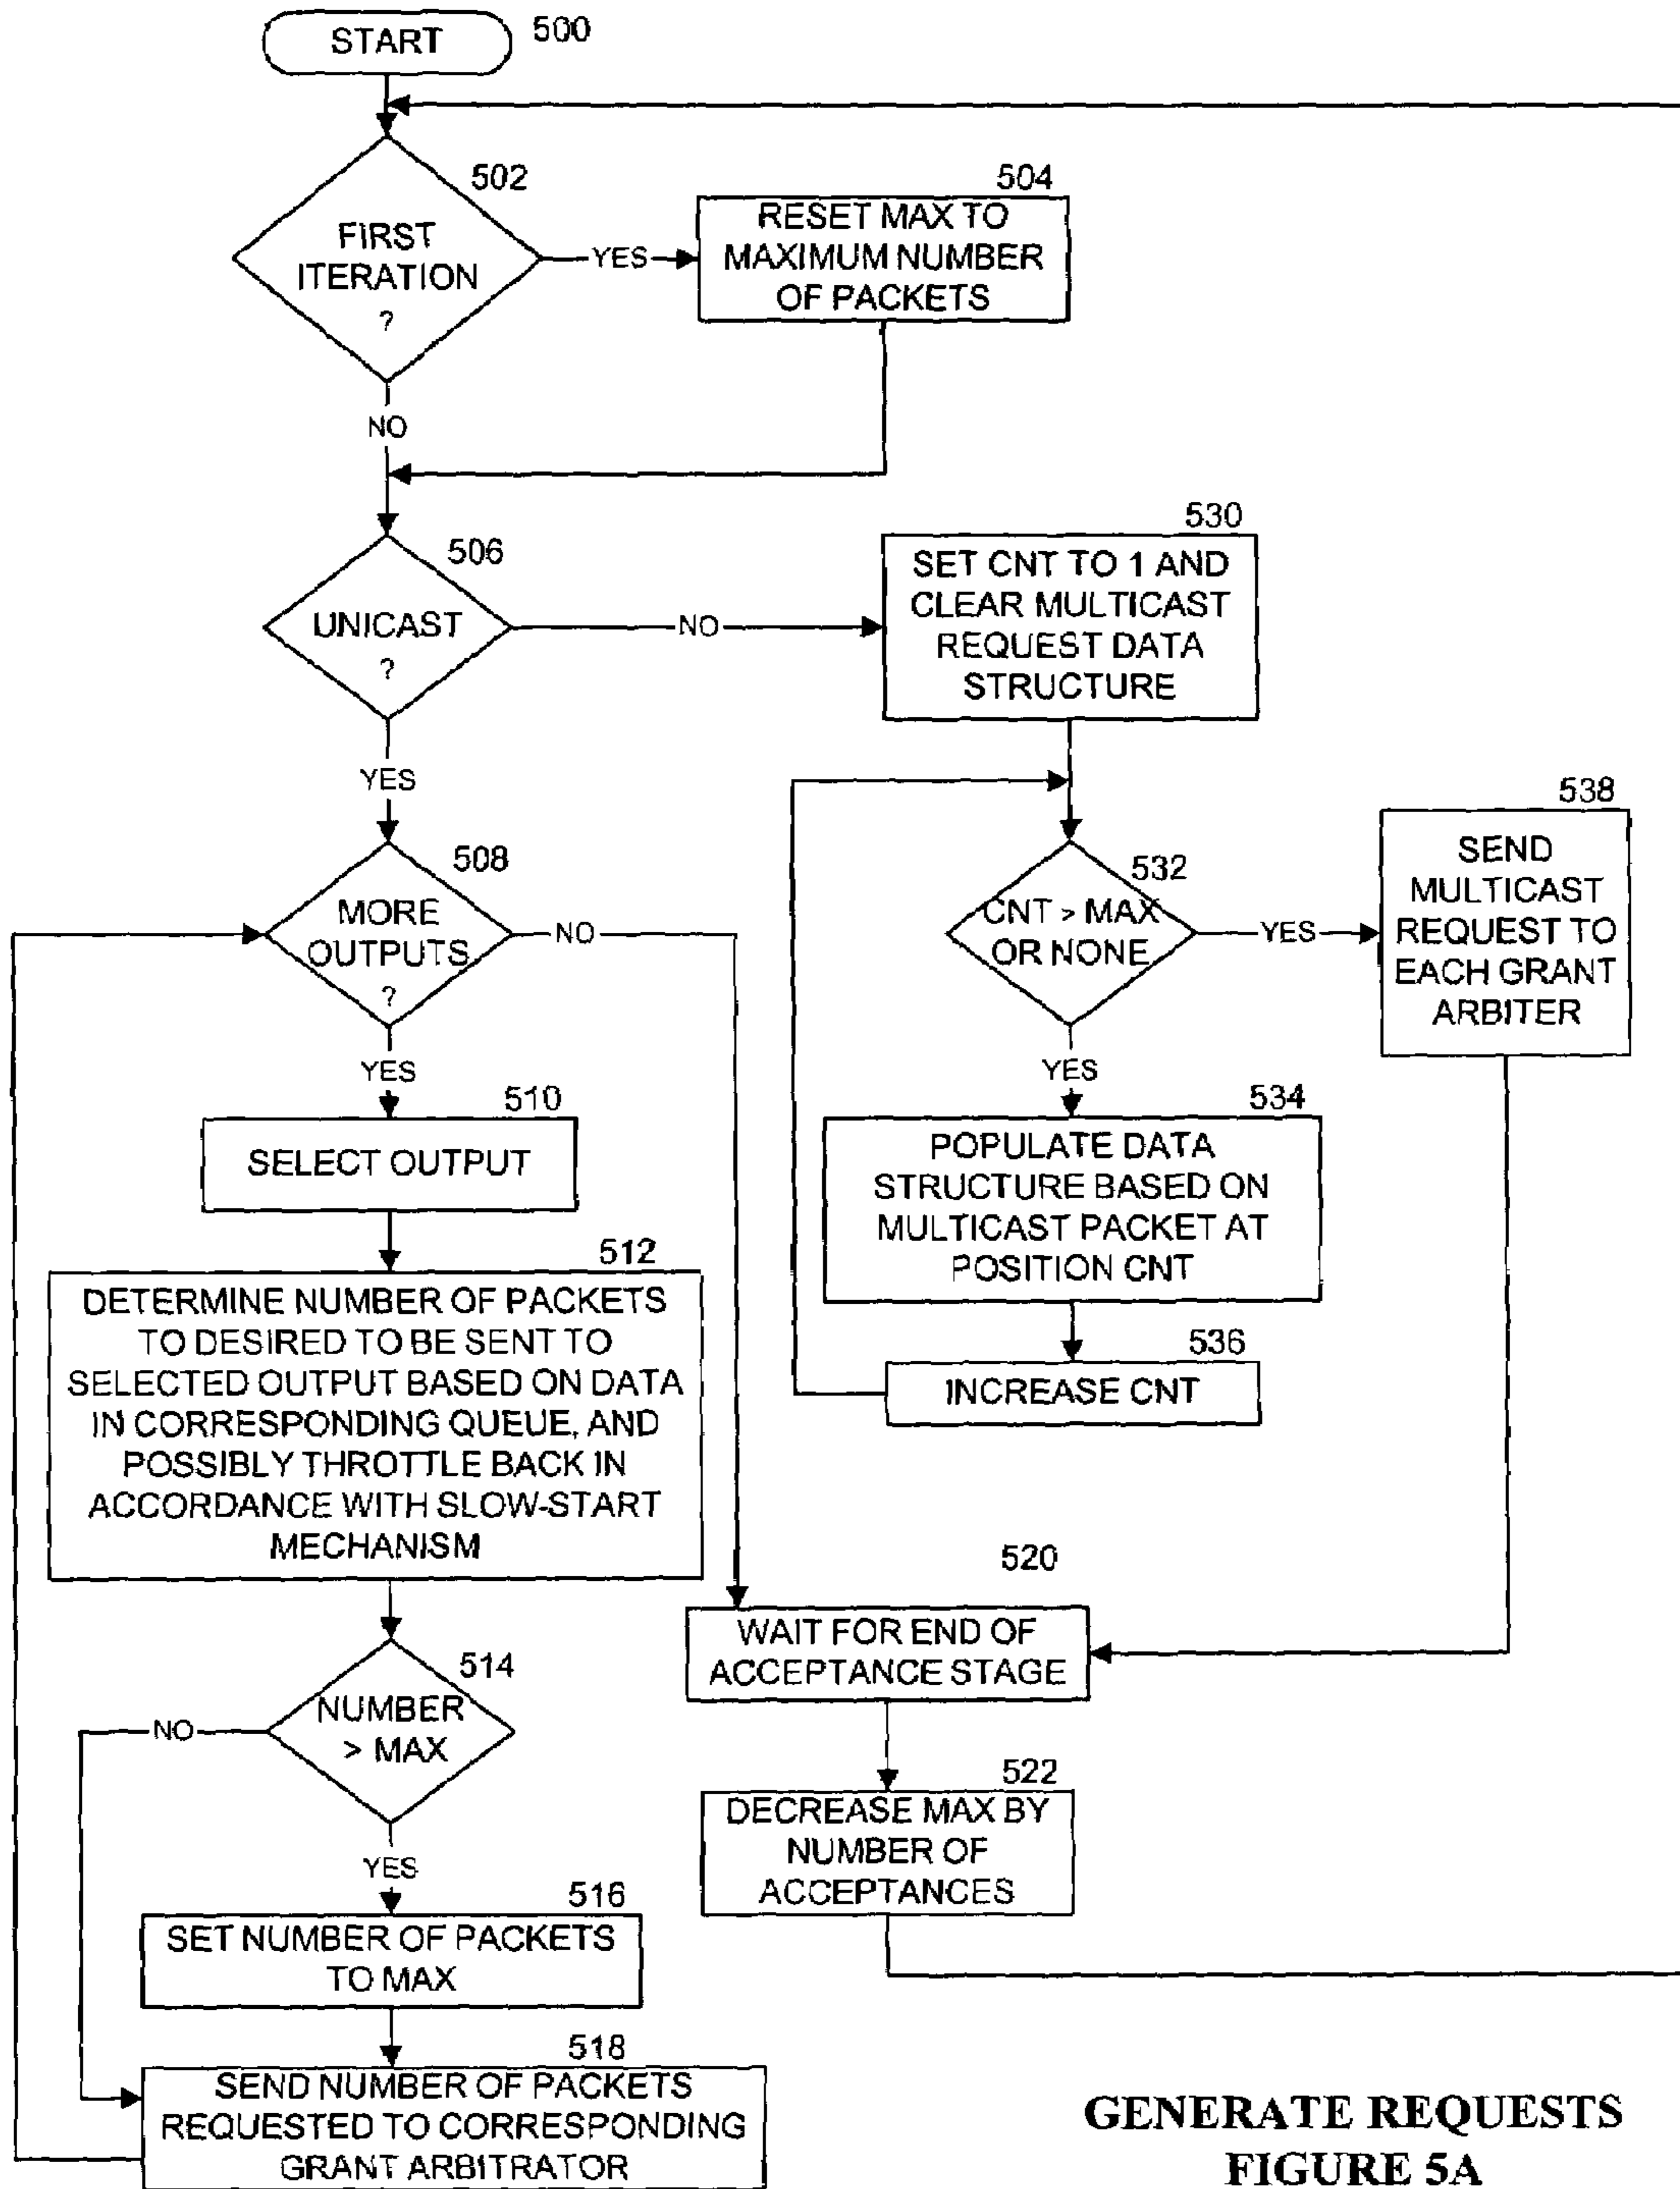 START
500
502
FIRST
ITERATION
?
YES
504
RESET MAX TO
MAXIMUM NUMBER
OF PACKETS
NO
506
UNICAST
?
NO
530
SET CNT TO 1 AND
CLEAR MULTICAST
REQUEST DATA
STRUCTURE
YES
508
MORE
OUTPUTS
?
NO
532
CNT > MAX
OR NONE
YES
538
SEND
MULTICAST
REQUEST TO
EACH GRANT
ARBITER
YES
510
SELECT OUTPUT
YES
534
POPULATE DATA
STRUCTURE BASED ON
MULTICAST PACKET AT
POSITION CNT
536
INCREASE CNT
512
DETERMINE NUMBER OF PACKETS
TO DESIRED TO BE SENT TO
SELECTED OUTPUT BASED ON DATA
IN CORRESPONDING QUEUE, AND
POSSIBLY THROTTLE BACK IN
ACCORDANCE WITH SLOW-START
MECHANISM
520
WAIT FOR END OF
ACCEPTANCE STAGE
514
NUMBER
> MAX
NO
522
DECREASE MAX BY
NUMBER OF
ACCEPTANCES
YES
516
SET NUMBER OF PACKETS
TO MAX
518
SEND NUMBER OF PACKETS
REQUESTED TO CORRESPONDING
GRANT ARBITRATOR
GENERATE REQUESTS
FIGURE 5A